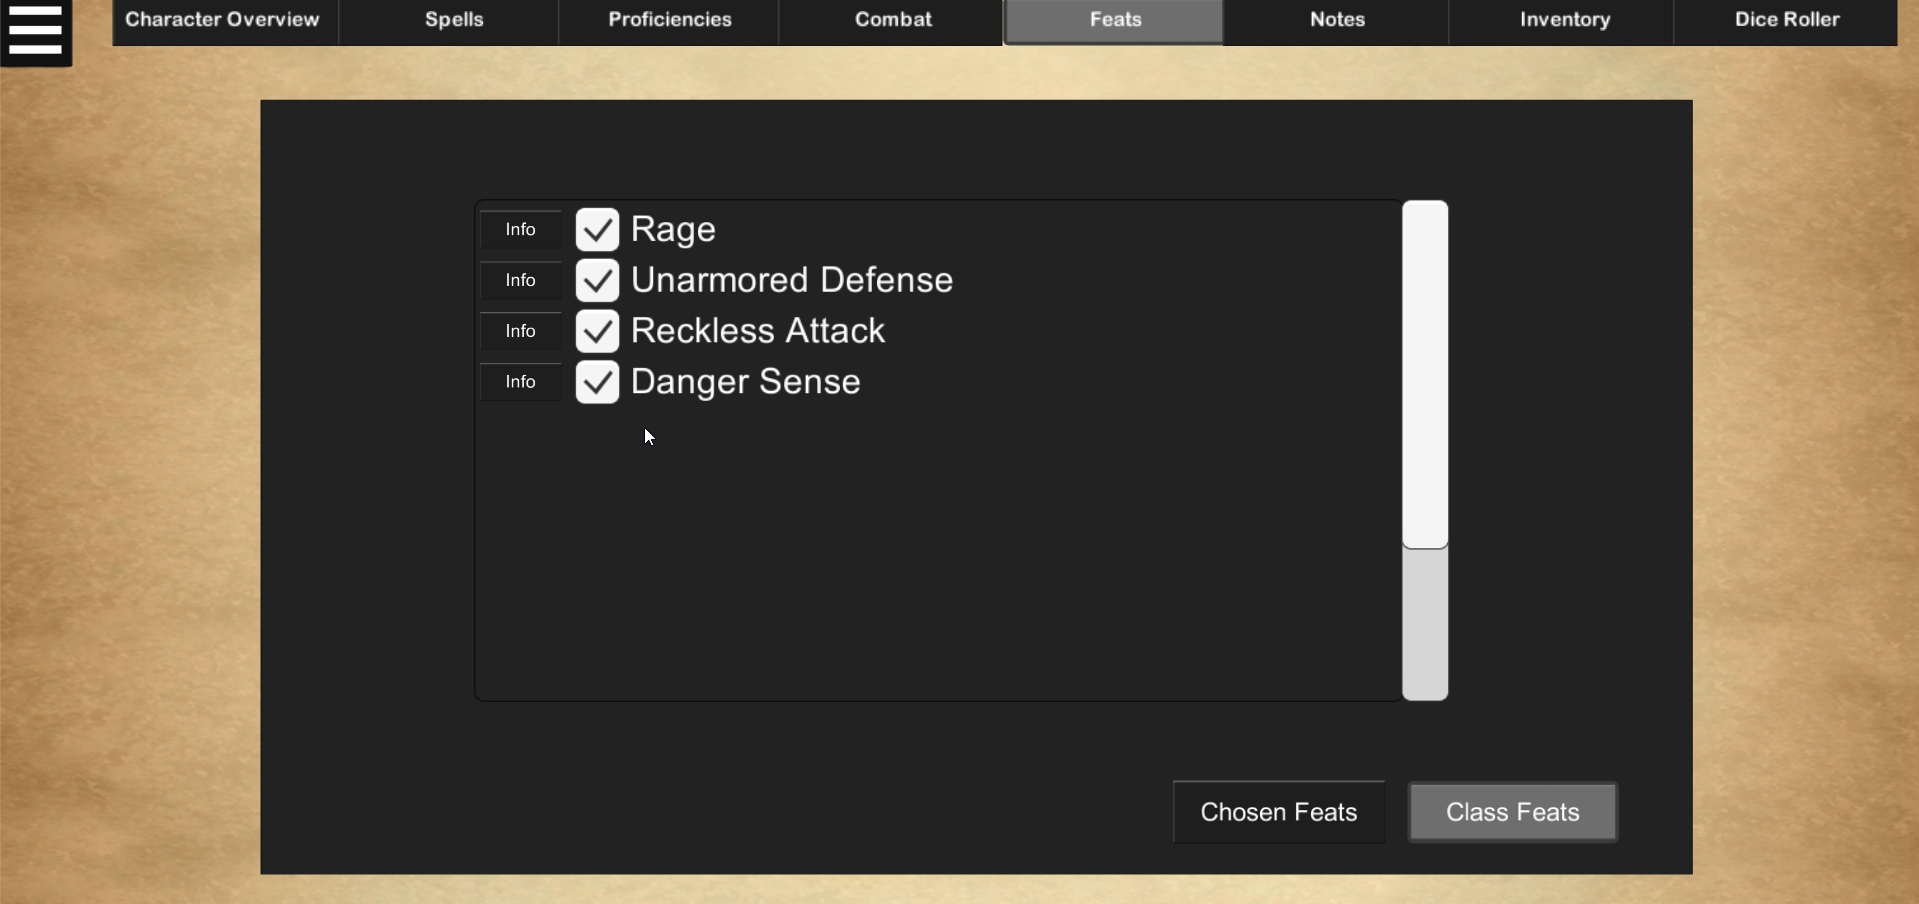 Character Overview Spells Proficiencies Combat Feats Notes Inventory Dice Roller
Info Rage
Info Unarmored Defense
Info Reckless Attack
Info Danger Sense
Chosen Feats Class Feats